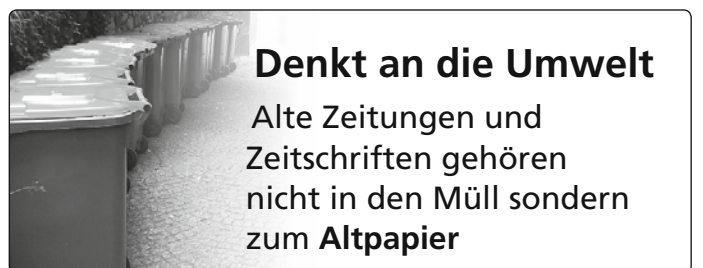 Denkt an die Umwelt
Alte Zeitungen und
Zeitschriften gehören
nicht in den Müll sondern
zum Altpapier